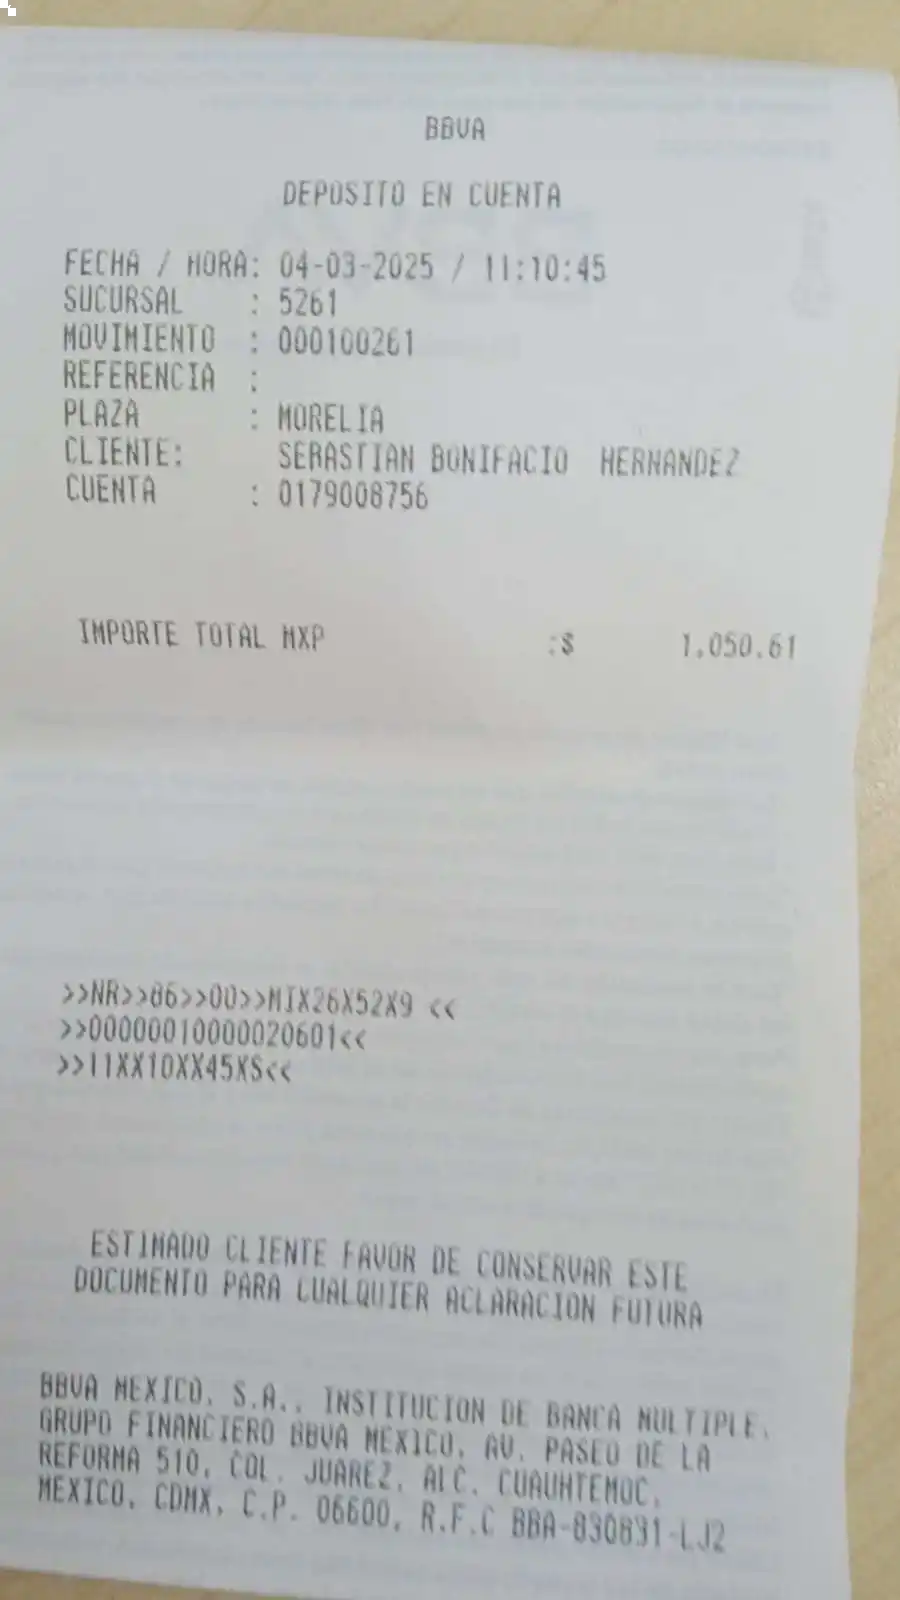 BBVA
DEPOSITO EN CUENTA
FECHA / HORA: 04-03-2025 / 11:10:45
SUCURSAL : 5261
MOVIMIENTO : 000100261
REFERENCIA :
PLAZA : MORELIA
CLIENTE: SEBASTIAN BONIFACIO HERNANDEZ
CUENTA : 0179008756
IMPORTE TOTAL MXP :$ 1,050.61
>>NR>>86>>00>>MIX26X52X9 <<
>>00000010000020601<<
>>11XX10XX45XS<<
ESTIMADO CLIENTE FAVOR DE CONSERVAR ESTE
DOCUMENTO PARA CUALQUIER ACLARACION FUTURA
BBVA MEXICO, S.A., INSTITUCION DE BANCA MULTIPLE,
GRUPO FINANCIERO BBVA MEXICO, AV. PASEO DE LA
REFORMA 510, COL. JUAREZ, ALC. CUAUHTEMOC,
MEXICO, CDMX, C.P. 06600, R.F.C BBA-830831-LJ2